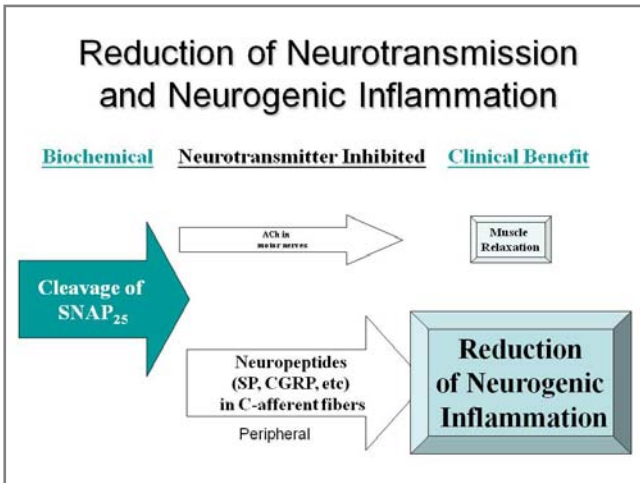 Reduction of Neurotransmission
and Neurogenic Inflammation
Biochemical Neurotransmitter Inhibited Clinical Benefit
ACh in
motor nerves
Muscle
Relaxation
Cleavage of
SNAP25
Neuropeptides
(SP, CGRP, etc)
in C-afferent fibers
Peripheral
Reduction
of Neurogenic
Inflammation